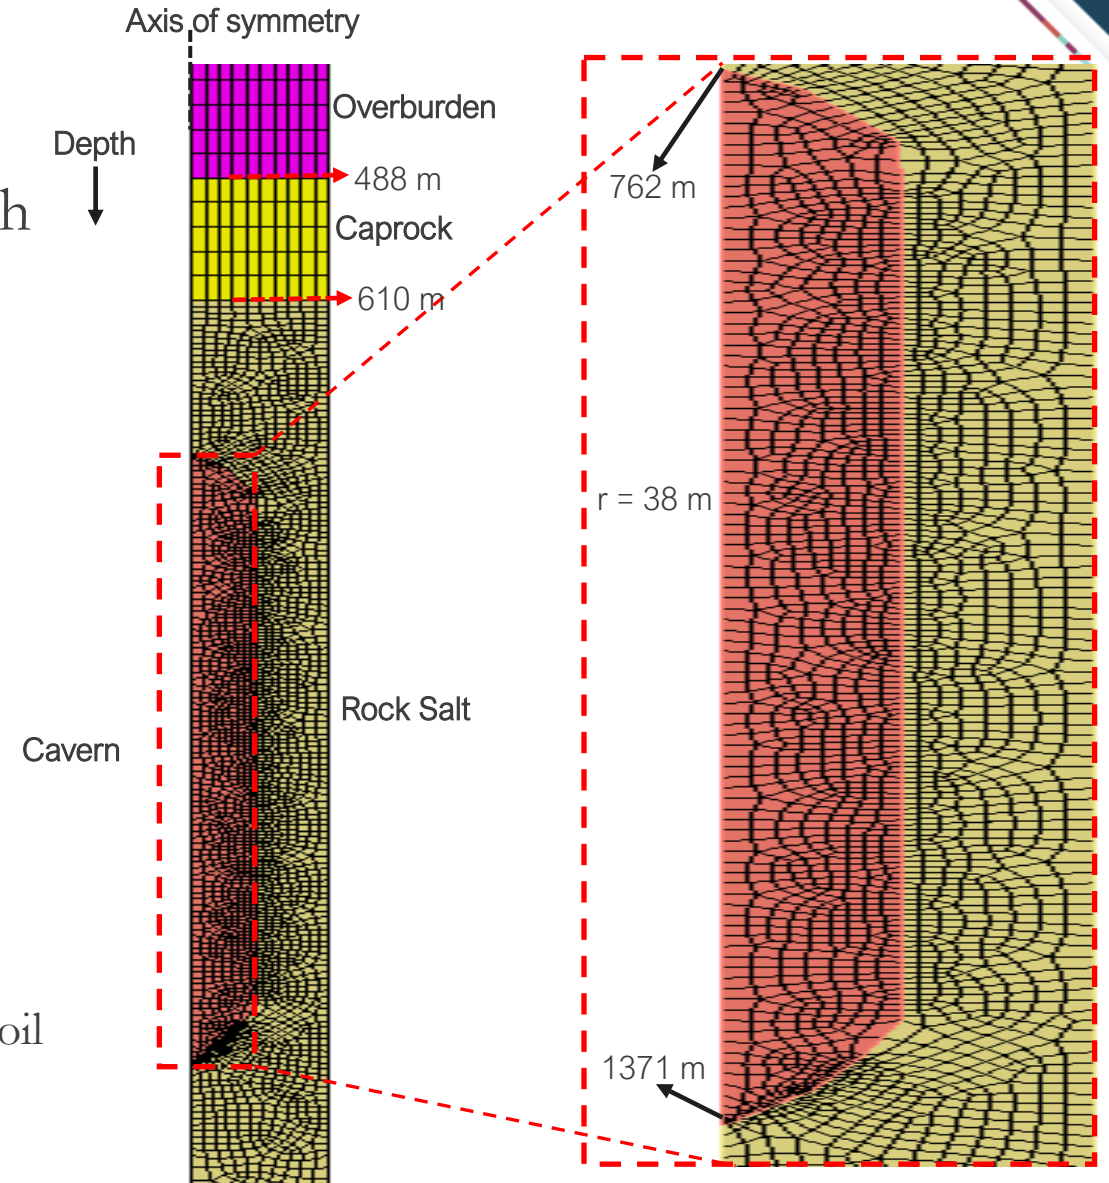 Axis of symmetry
Overburden
Depth
488 m
h
Caprock
610 m
762 m
r = 38 m
Rock Salt
Cavern
oil
1371 m